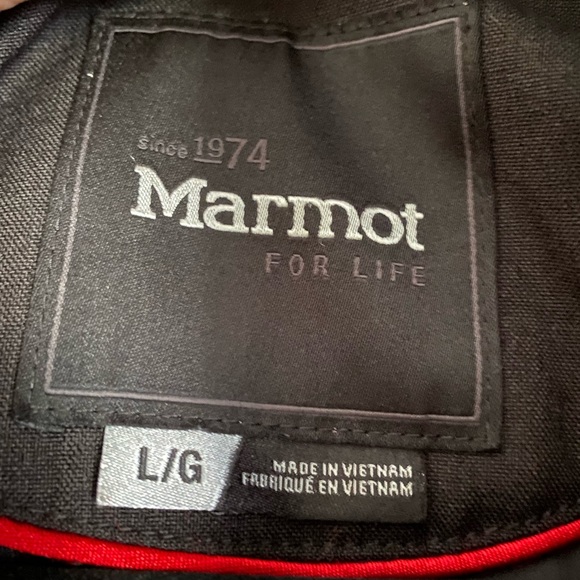 since 1974
Marmot
FOR LIFE
L/G
MADE IN VIETNAM
FABRIQUÉ EN VIETNAM